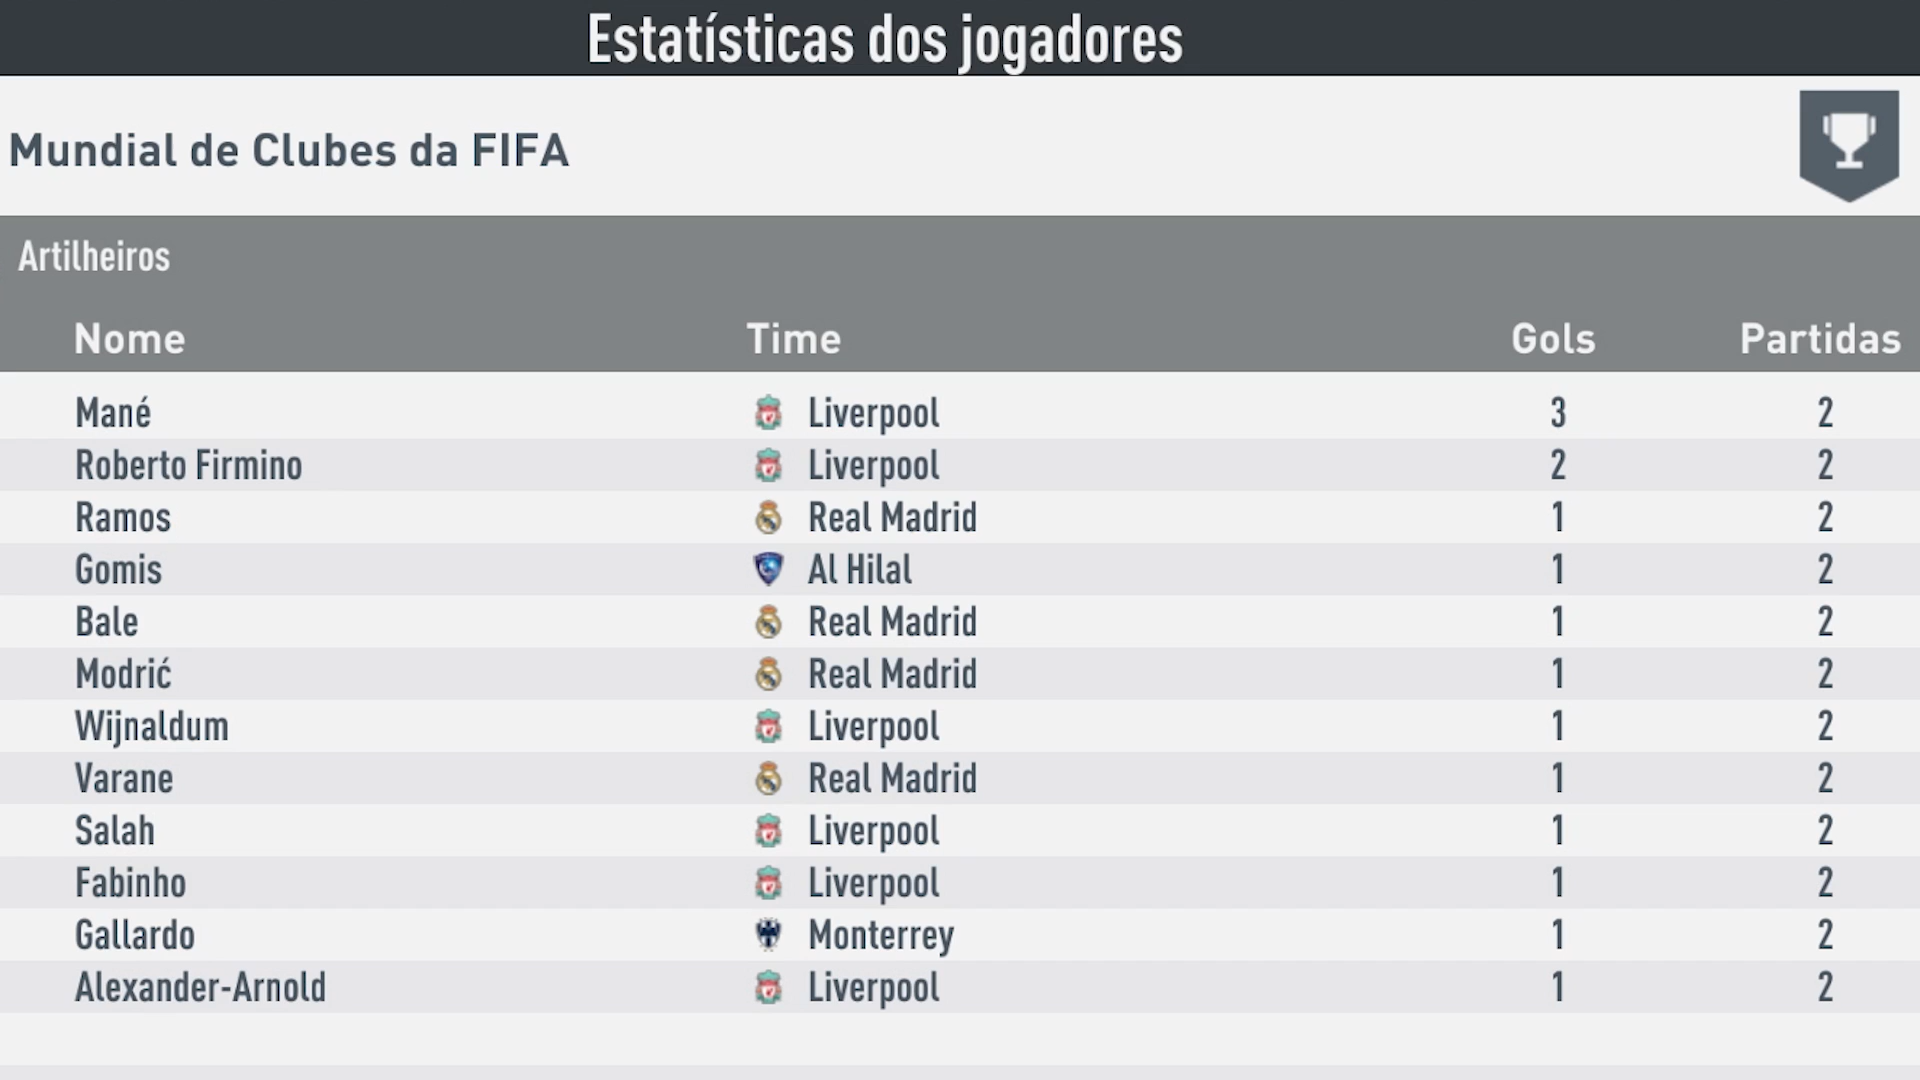 Estatísticas dos jogadores
Mundial de Clubes da FIFA
Artilheiros
Nome Time Gols Partidas
Mané Liverpool 3 2
Roberto Firmino Liverpool 2 2
Ramos Real Madrid 1 2
Gomis Al Hilal 1 2
Bale Real Madrid 1 2
Modrić Real Madrid 1 2
Wijnaldum Liverpool 1 2
Varane Real Madrid 1 2
Salah Liverpool 1 2
Fabinho Liverpool 1 2
Gallardo Monterrey 1 2
Alexander-Arnold Liverpool 1 2